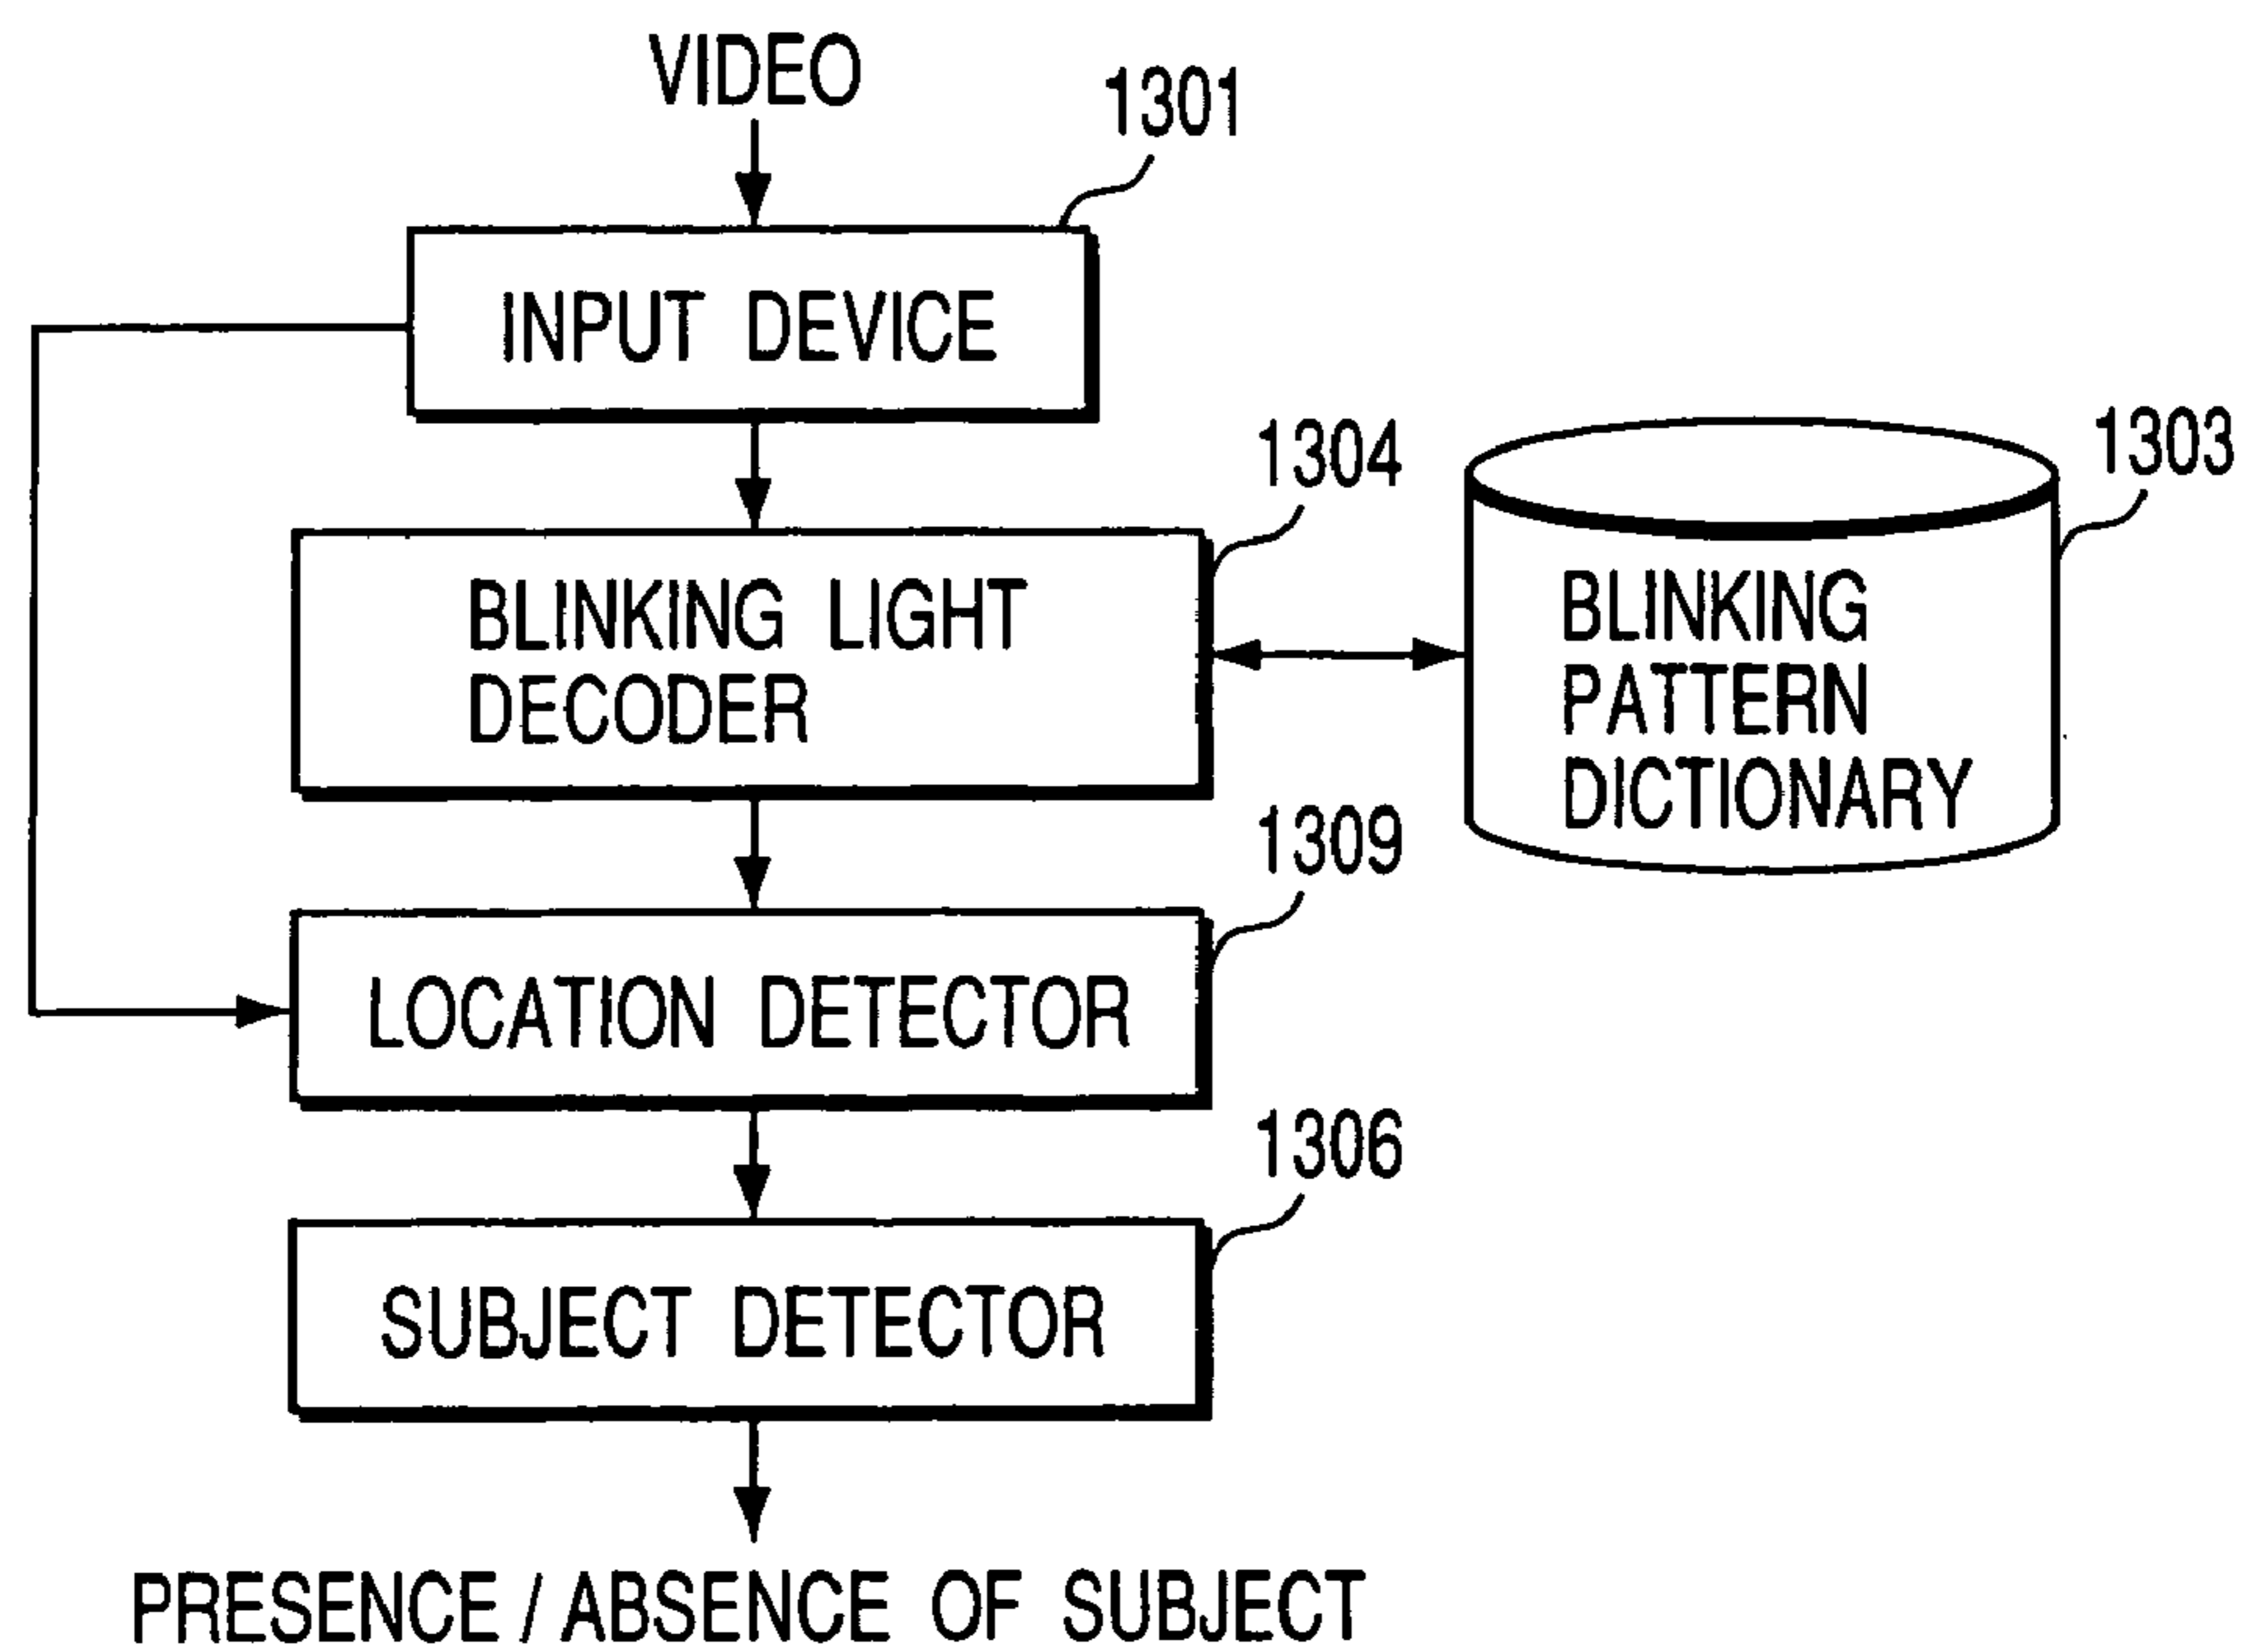 VIDEO
1301
INPUT DEVICE
1304
1303
BLINKING LIGHT
DECODER
BLINKING
PATTERN
DICTIONARY
1309
LOCATION DETECTOR
1306
SUBJECT DETECTOR
PRESENCE / ABSENCE OF SUBJECT